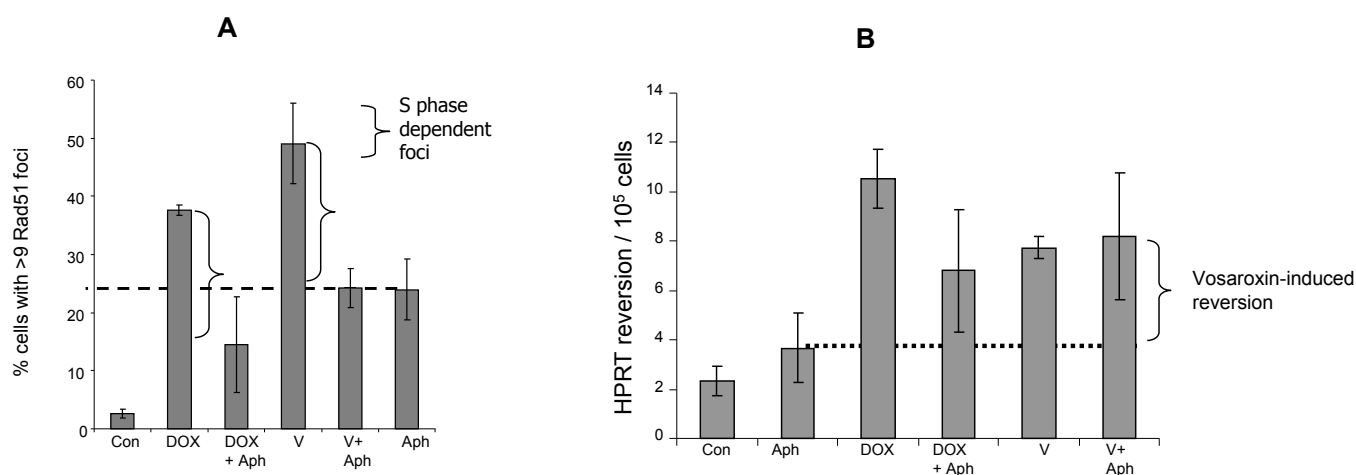 A
% cells with >9 Rad51 foci
60
50
40
30
20
10
0
S phase
dependent
foci
Con
DOX
DOX
+ Aph
V
V+
Aph
Aph
B
HPRT reversion / 10⁵ cells
14
12
10
8
6
4
2
0
Vosaroxin-induced
reversion
Con
Aph
DOX
DOX
+ Aph
V
V+
Aph